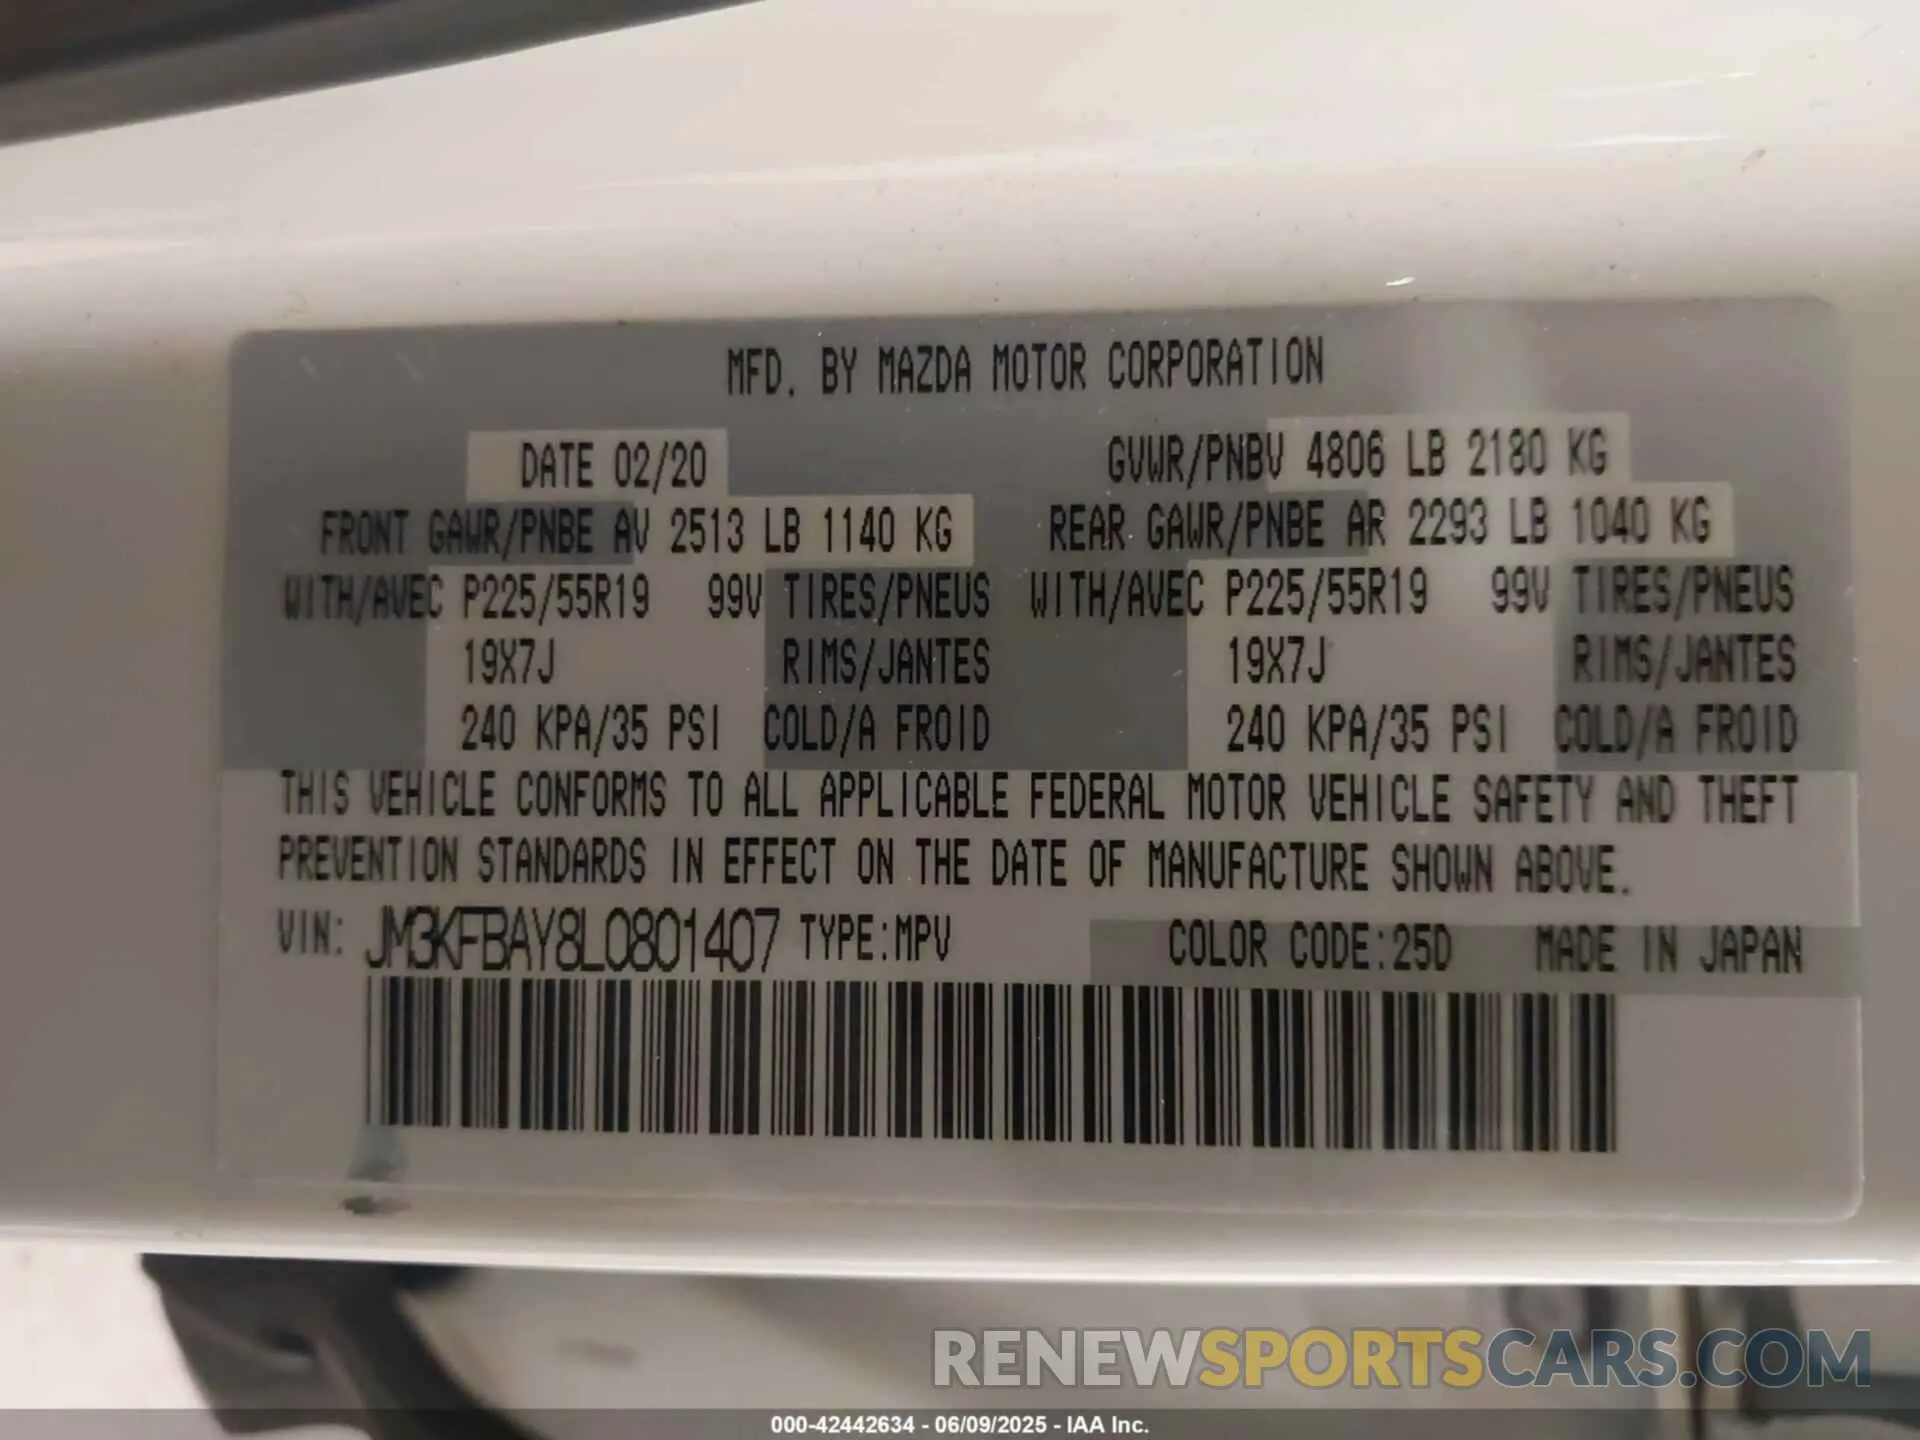 MFD. BY MAZDA MOTOR CORPORATION
DATE 02/20 GVWR/PNBV 4806 LB 2180 KG
FRONT GAWR/PNBE AV 2513 LB 1140 KG REAR GAWR/PNBE AR 2293 LB 1040 KG
WITH/AVEC P225/55R19 99V TIRES/PNEUS WITH/AVEC P225/55R19 99V TIRES/PNEUS
19X7J RIMS/JANTES 19X7J RIMS/JANTES
240 KPA/35 PSI COLD/A FROID 240 KPA/35 PSI COLD/A FROID
THIS VEHICLE CONFORMS TO ALL APPLICABLE FEDERAL MOTOR VEHICLE SAFETY AND THEFT
PREVENTION STANDARDS IN EFFECT ON THE DATE OF MANUFACTURE SHOWN ABOVE.
VIN: JM3KFBAY8L0801407 TYPE:MPV COLOR CODE:25D MADE IN JAPAN
RENEWSPORTSCARS.COM
000-42442634 - 06/09/2025 - IAA Inc.